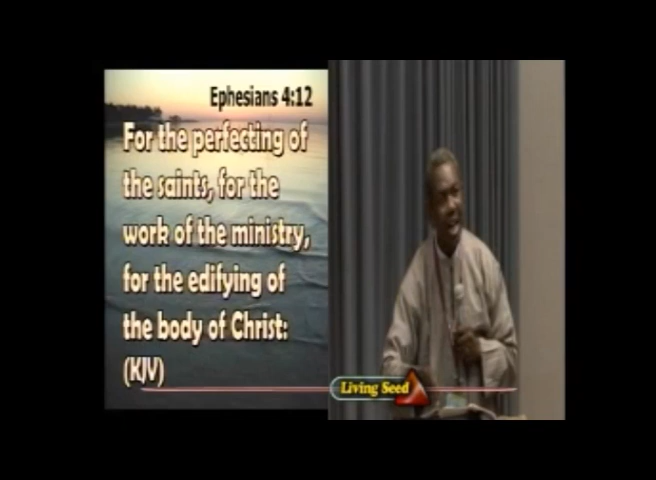 Ephesians 4:12
For the perfecting of
the saints, for the
work of the ministry,
for the edifying of
the body of Christ:
(KJV)
Living Seed